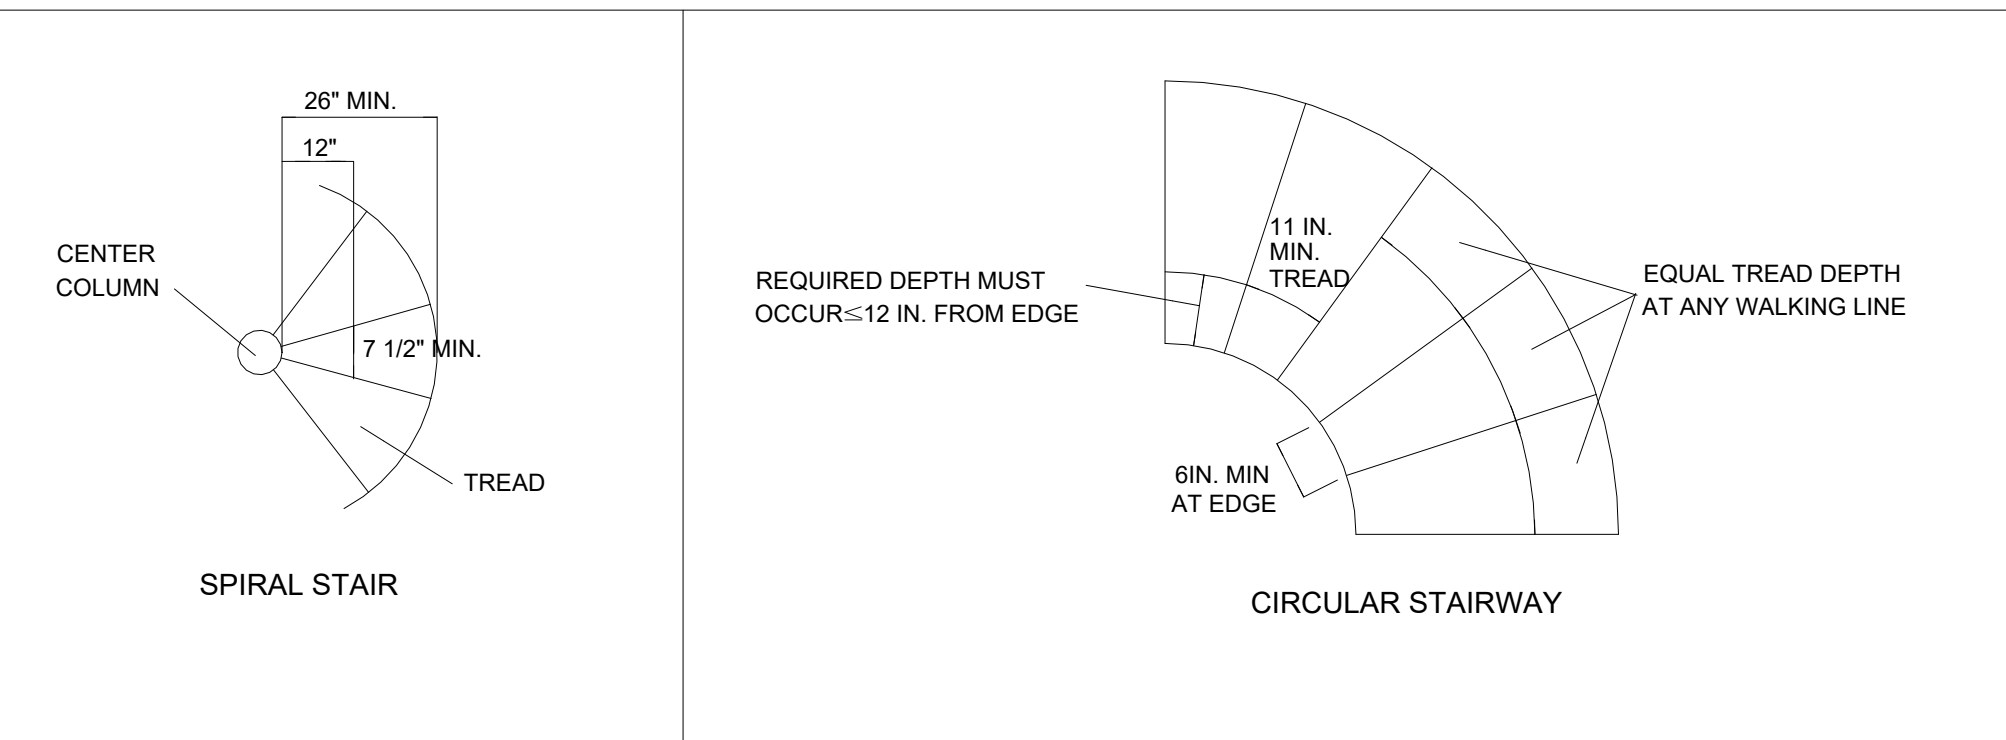 26" MIN.
12"
CENTER
COLUMN
7 1/2" MIN.
TREAD
SPIRAL STAIR
11 IN.
MIN.
TREAD
REQUIRED DEPTH MUST
OCCUR≤12 IN. FROM EDGE
EQUAL TREAD DEPTH
AT ANY WALKING LINE
6IN. MIN
AT EDGE
CIRCULAR STAIRWAY